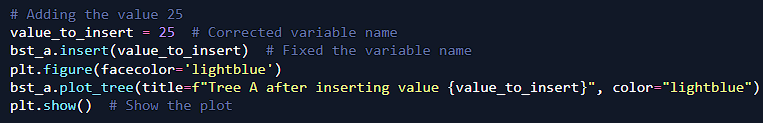 # Adding the value 25
value_to_insert = 25  # Corrected variable name
bst_a.insert(value_to_insert)  # Fixed the variable name
plt.figure(facecolor='lightblue')
bst_a.plot_tree(title=f"Tree A after inserting value {value_to_insert}", color="lightblue")
plt.show()  # Show the plot